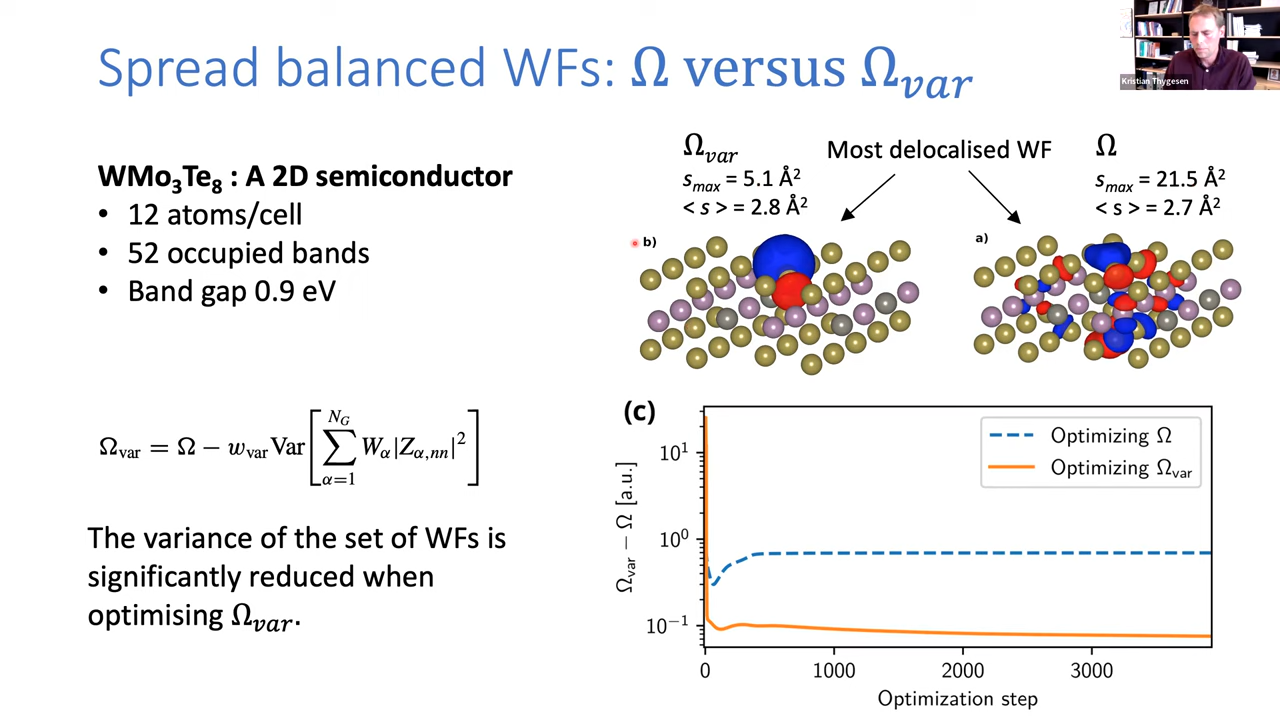 Spread balanced WFs: Ω versus Ω_var
Kristian Thygesen
WMo₃Te₈ : A 2D semiconductor
• 12 atoms/cell
• 52 occupied bands
• Band gap 0.9 eV
Ω_var = Ω − w_var Var[∑_{α=1}^{N_G} W_α|Z_{α,nn}|²]
The variance of the set of WFs is
significantly reduced when
optimising Ω_var.
Ω_var
s_max = 5.1 Å²
< s > = 2.8 Å²
Most delocalised WF
Ω
s_max = 21.5 Å²
< s > = 2.7 Å²
b)
a)
(c)
Optimizing Ω
Optimizing Ω_var
Ω_var − Ω [a.u.]
10¹
10⁰
10⁻¹
0 1000 2000 3000
Optimization step